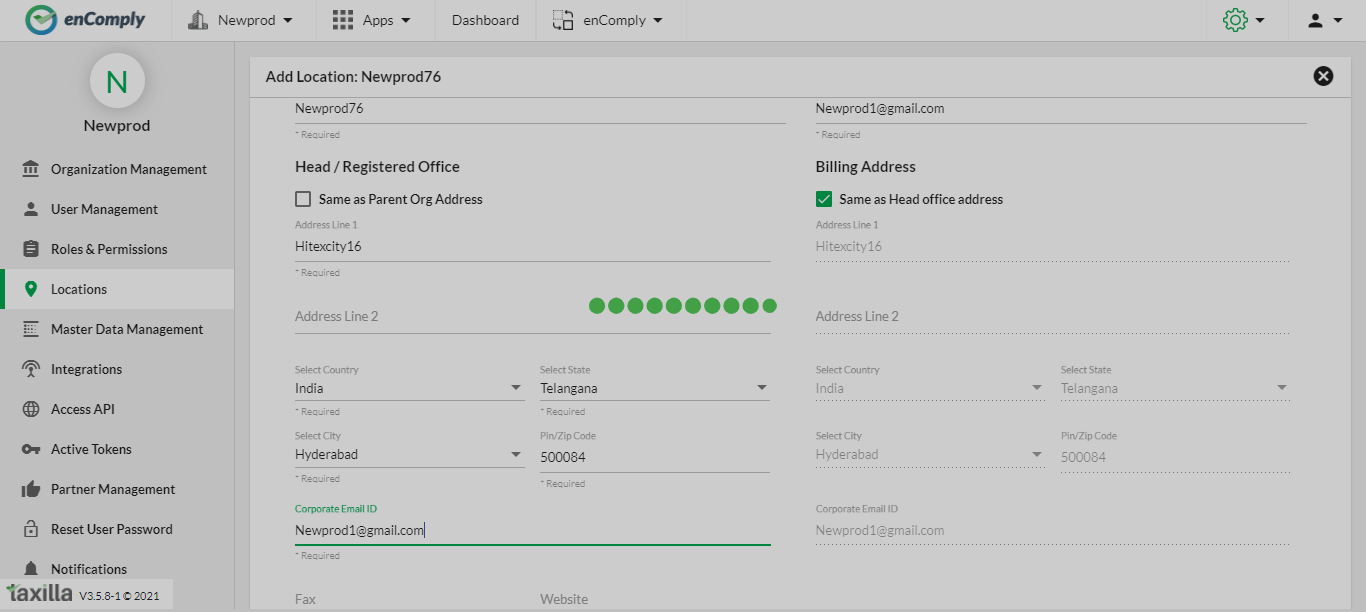 enComply
Newprod
Apps
Dashboard
enComply
N
Newprod
Organization Management
User Management
Roles & Permissions
Locations
Master Data Management
Integrations
Access API
Active Tokens
Partner Management
Reset User Password
Notifications
taxilla V3.5.8-1 © 2021
Add Location: Newprod76
Newprod76
* Required
Newprod1@gmail.com
* Required
Head / Registered Office
Same as Parent Org Address
Address Line 1
Hitexcity16
* Required
Address Line 2
Select Country
India
* Required
Select State
Telangana
* Required
Select City
Hyderabad
* Required
Pin/Zip Code
500084
* Required
Corporate Email ID
Newprod1@gmail.com
* Required
Fax
Website
Billing Address
Same as Head office address
Address Line 1
Hitexcity16
Address Line 2
Select Country
India
Select State
Telangana
Select City
Hyderabad
Pin/Zip Code
500084
Corporate Email ID
Newprod1@gmail.com